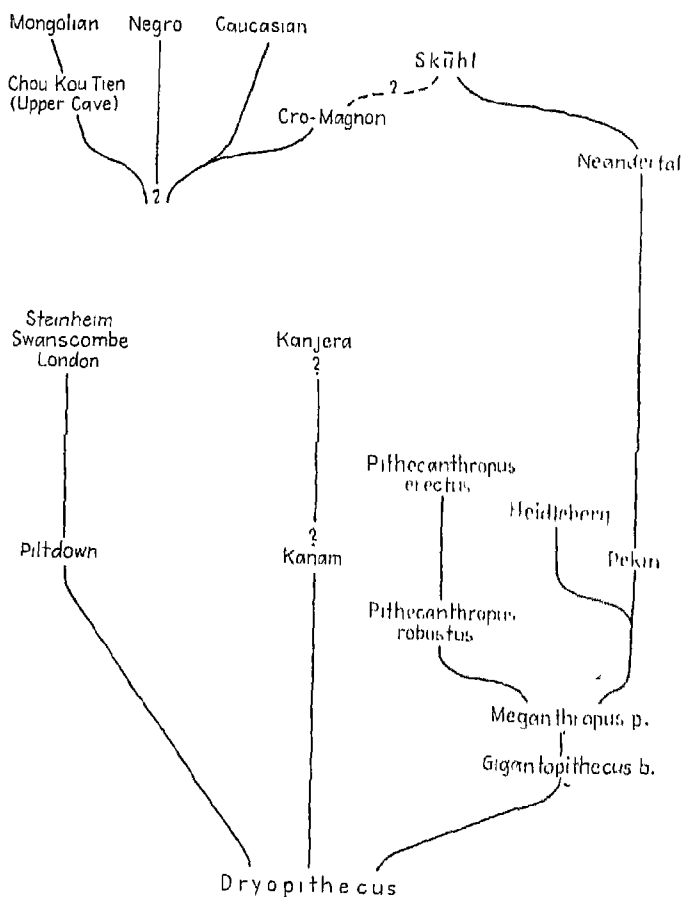 Mongolian Negro Caucasian
Skūhl
Chou Kou Tien
(Upper Cave)
?
Cro-Magnon
Neandertal
?
Steinheim
Swanscombe
London
Kanjera
?
Pithecanthropus
erectus
Heidleberg
?
Piltdown
Kanam
Pekin
Pithecanthropus
robustus
Meganthropus p.
Gigantopithecus b.
Dryopithecus